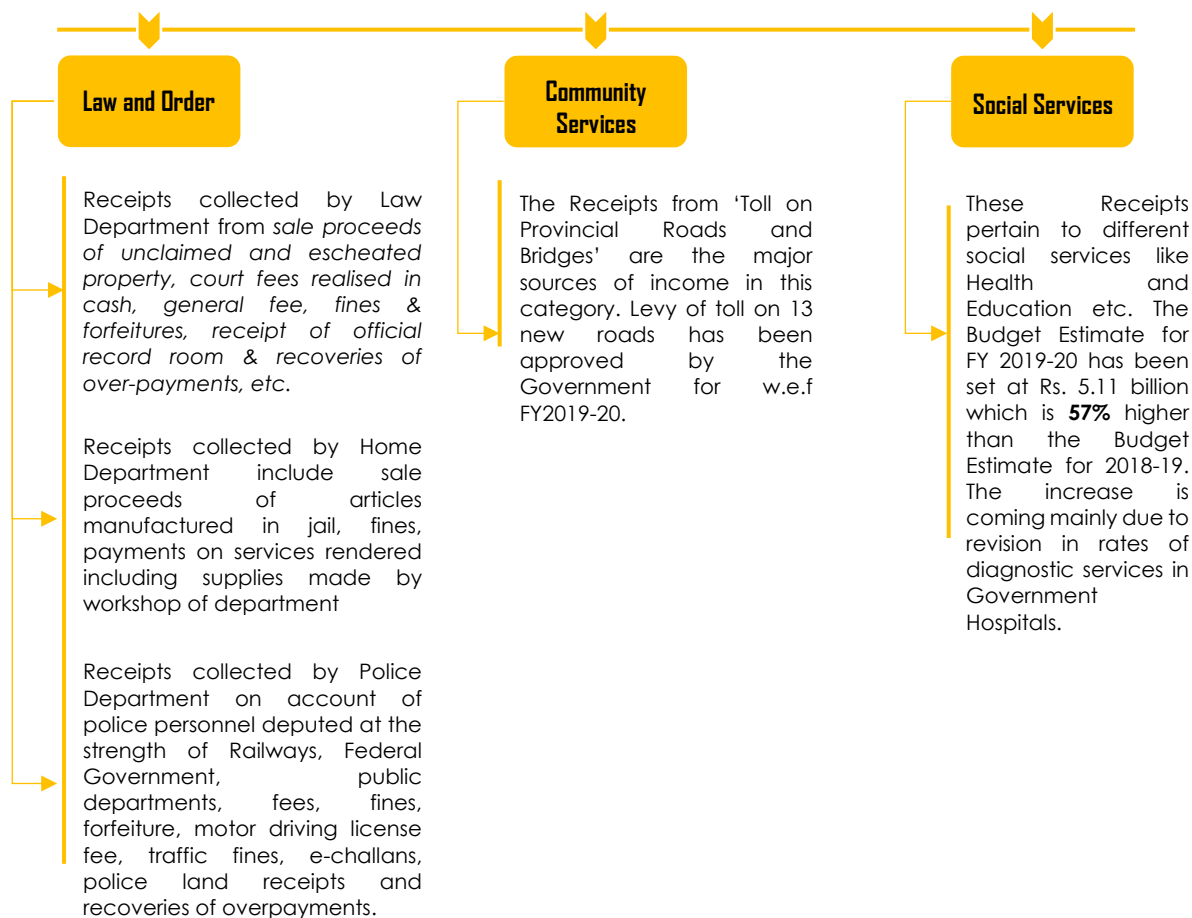 Law and Order
Receipts collected by Law
Department from sale proceeds
of unclaimed and escheated
property, court fees realised in
cash, general fee, fines &
forfeitures, receipt of official
record room & recoveries of
over-payments, etc.
Receipts collected by Home
Department include sale
proceeds of articles
manufactured in jail, fines,
payments on services rendered
including supplies made by
workshop of department
Receipts collected by Police
Department on account of
police personnel deputed at the
strength of Railways, Federal
Government, public
departments, fees, fines,
forfeiture, motor driving license
fee, traffic fines, e-challans,
police land receipts and
recoveries of overpayments.
Community
Services
The Receipts from ‘Toll on
Provincial Roads and
Bridges’ are the major
sources of income in this
category. Levy of toll on 13
new roads has been
approved by the
Government for w.e.f
FY2019-20.
Social Services
These Receipts
pertain to different
social services like
Health and
Education etc. The
Budget Estimate for
FY 2019-20 has been
set at Rs. 5.11 billion
which is 57% higher
than the Budget
Estimate for 2018-19.
The increase is
coming mainly due to
revision in rates of
diagnostic services in
Government
Hospitals.